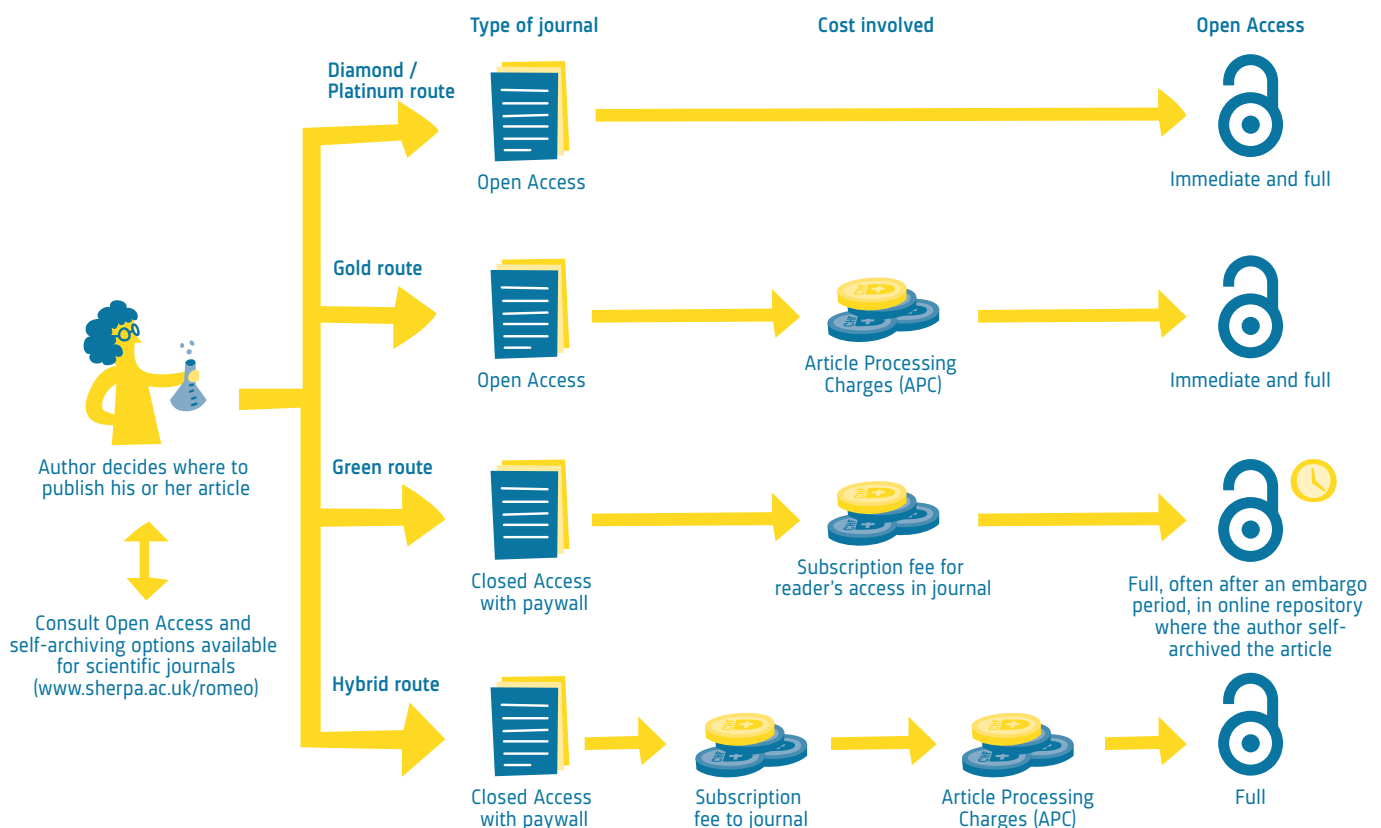 Type of journal
Cost involved
Open Access
Diamond /
Platinum route
Open Access
Immediate and full
Gold route
Open Access
Article Processing
Charges (APC)
Immediate and full
Author decides where to
publish his or her article
Consult Open Access and
self-archiving options available
for scientific journals
(www.sherpa.ac.uk/romeo)
Green route
Closed Access
with paywall
Subscription fee for
reader's access in journal
Full, often after an embargo
period, in online repository
where the author self-
archived the article
Hybrid route
Closed Access
with paywall
Subscription
fee to journal
Article Processing
Charges (APC)
Full